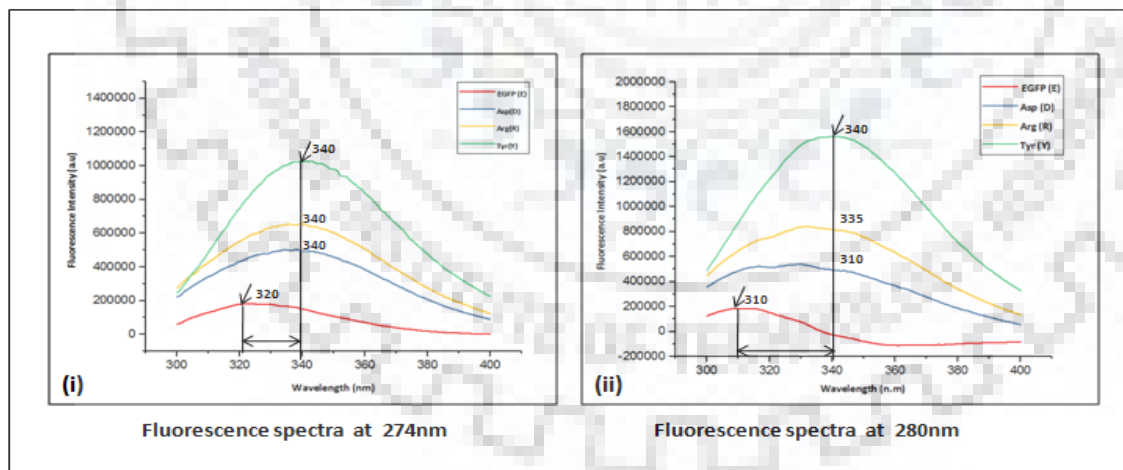 1400000
1200000
1000000
800000
600000
400000
200000
0
Fluorescence Intensity (au)
EGFP (E)
Asp(D)
Arg(R)
Tyr(Y)
340
340
340
320
300 320 340 360 380 400
Wavelength (nm)
(i)
Fluorescence spectra at 274nm
2000000
1800000
1600000
1400000
1200000
1000000
800000
600000
400000
200000
0
-200000
Fluorescence Intensity (a.u)
EGFP (E)
Asp (D)
Arg (R)
Tyr (Y)
340
335
310
310
300 320 340 360 380 400
Wavelength (n.m)
(ii)
Fluorescence spectra at 280nm